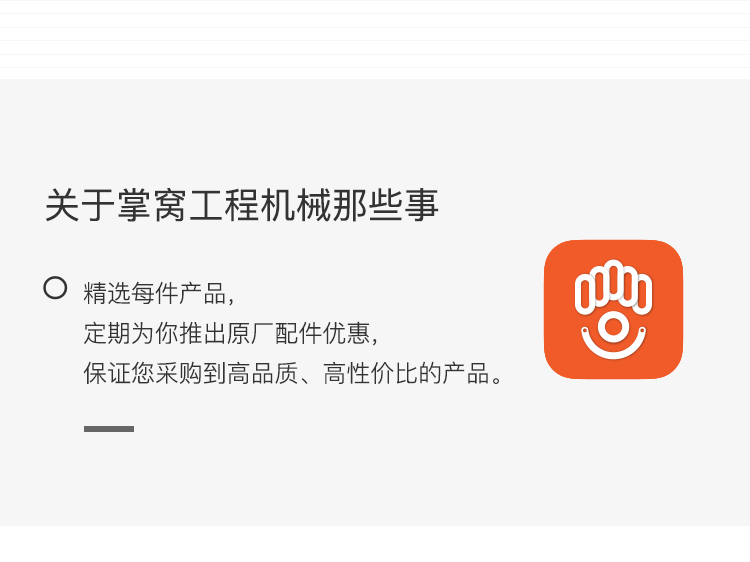 关于掌窝工程机械那些事
精选每件产品，
定期为你推出原厂配件优惠，
保证您采购到高品质、高性价比的产品。